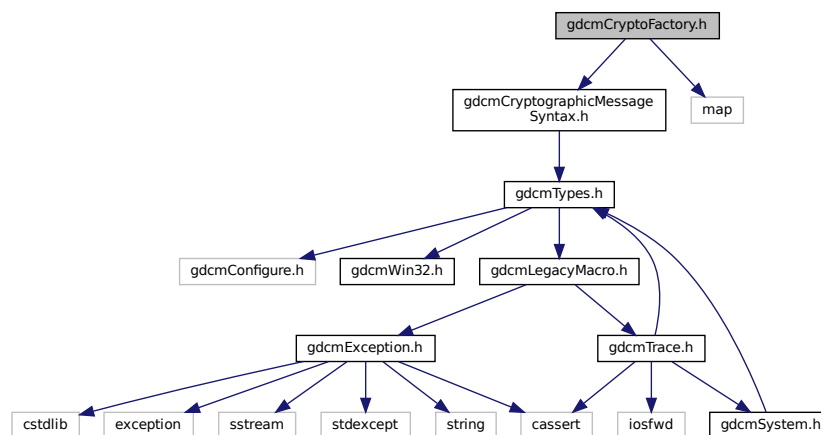 gdcmCryptoFactory.h
gdcmCryptographicMessage
Syntax.h
map
gdcmTypes.h
gdcmConfigure.h
gdcmWin32.h
gdcmLegacyMacro.h
gdcmException.h
gdcmTrace.h
cstdlib
exception
sstream
stdexcept
string
cassert
iosfwd
gdcmSystem.h